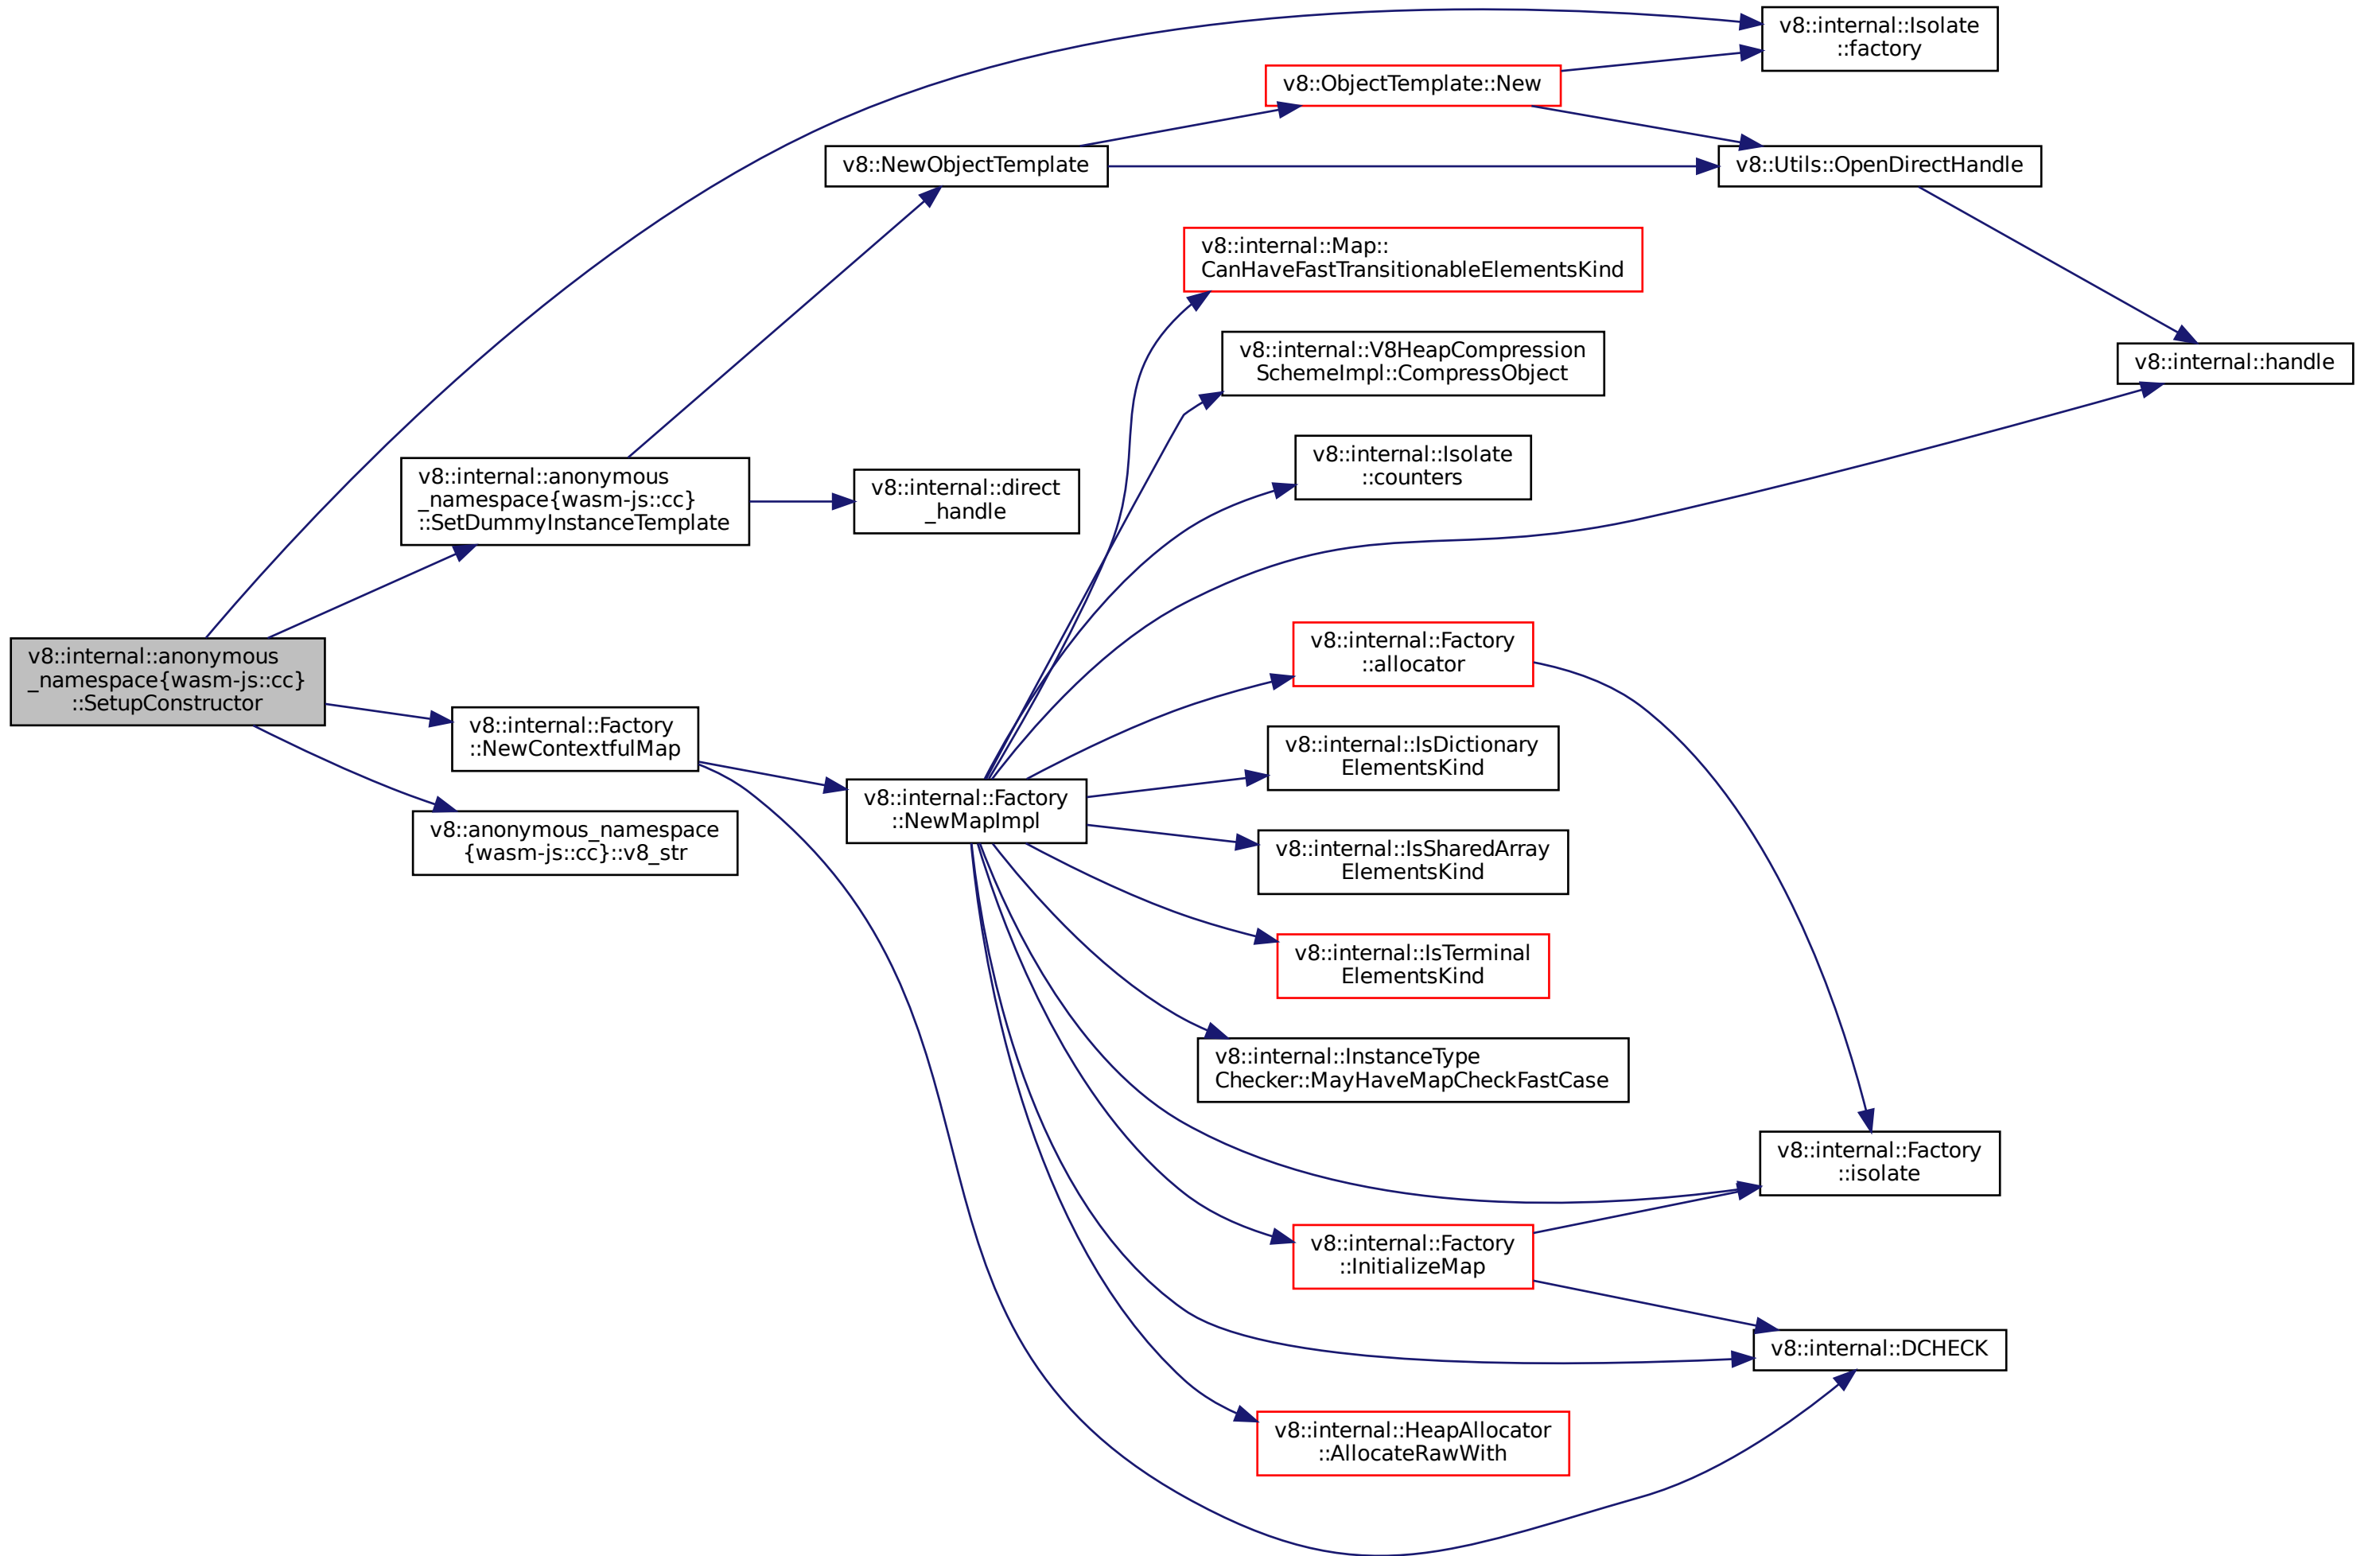 v8::internal::anonymous
_namespace{wasm-js::cc}
::SetupConstructor
v8::internal::Isolate
::factory
v8::internal::anonymous
_namespace{wasm-js::cc}
::SetDummyInstanceTemplate
v8::NewObjectTemplate
v8::ObjectTemplate::New
v8::Utils::OpenDirectHandle
v8::internal::handle
v8::internal::direct
_handle
v8::internal::Factory
::NewContextfulMap
v8::internal::Factory
::NewMapImpl
v8::internal::Map::
CanHaveFastTransitionableElementsKind
v8::internal::V8HeapCompression
SchemeImpl::CompressObject
v8::internal::Isolate
::counters
v8::internal::Factory
::allocator
v8::internal::IsDictionary
ElementsKind
v8::internal::IsSharedArray
ElementsKind
v8::internal::IsTerminal
ElementsKind
v8::internal::InstanceType
Checker::MayHaveMapCheckFastCase
v8::internal::Factory
::isolate
v8::internal::Factory
::InitializeMap
v8::internal::DCHECK
v8::internal::HeapAllocator
::AllocateRawWith
v8::anonymous_namespace
{wasm-js::cc}::v8_str